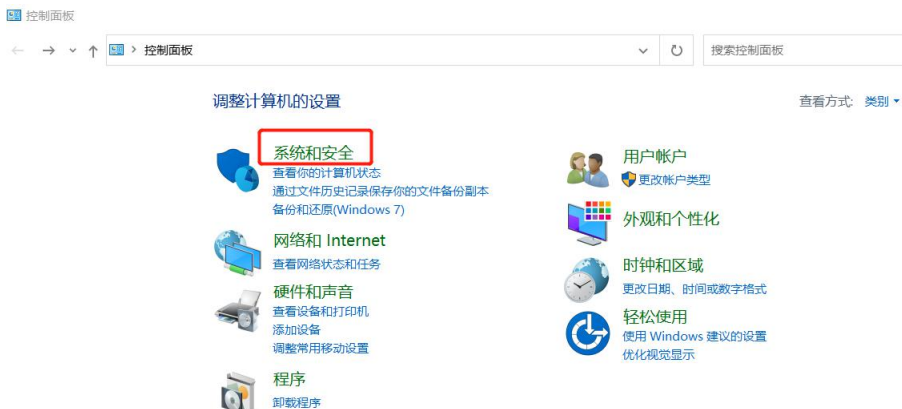 控制面板
控制面板
搜索控制面板
调整计算机的设置
查看方式: 类别
系统和安全
查看你的计算机状态
通过文件历史记录保存你的文件备份副本
备份和还原(Windows 7)
网络和 Internet
查看网络状态和任务
硬件和声音
查看设备和打印机
添加设备
调整常用移动设置
程序
卸载程序
用户帐户
更改帐户类型
外观和个性化
时钟和区域
更改日期、时间或数字格式
轻松使用
使用 Windows 建议的设置
优化视觉显示